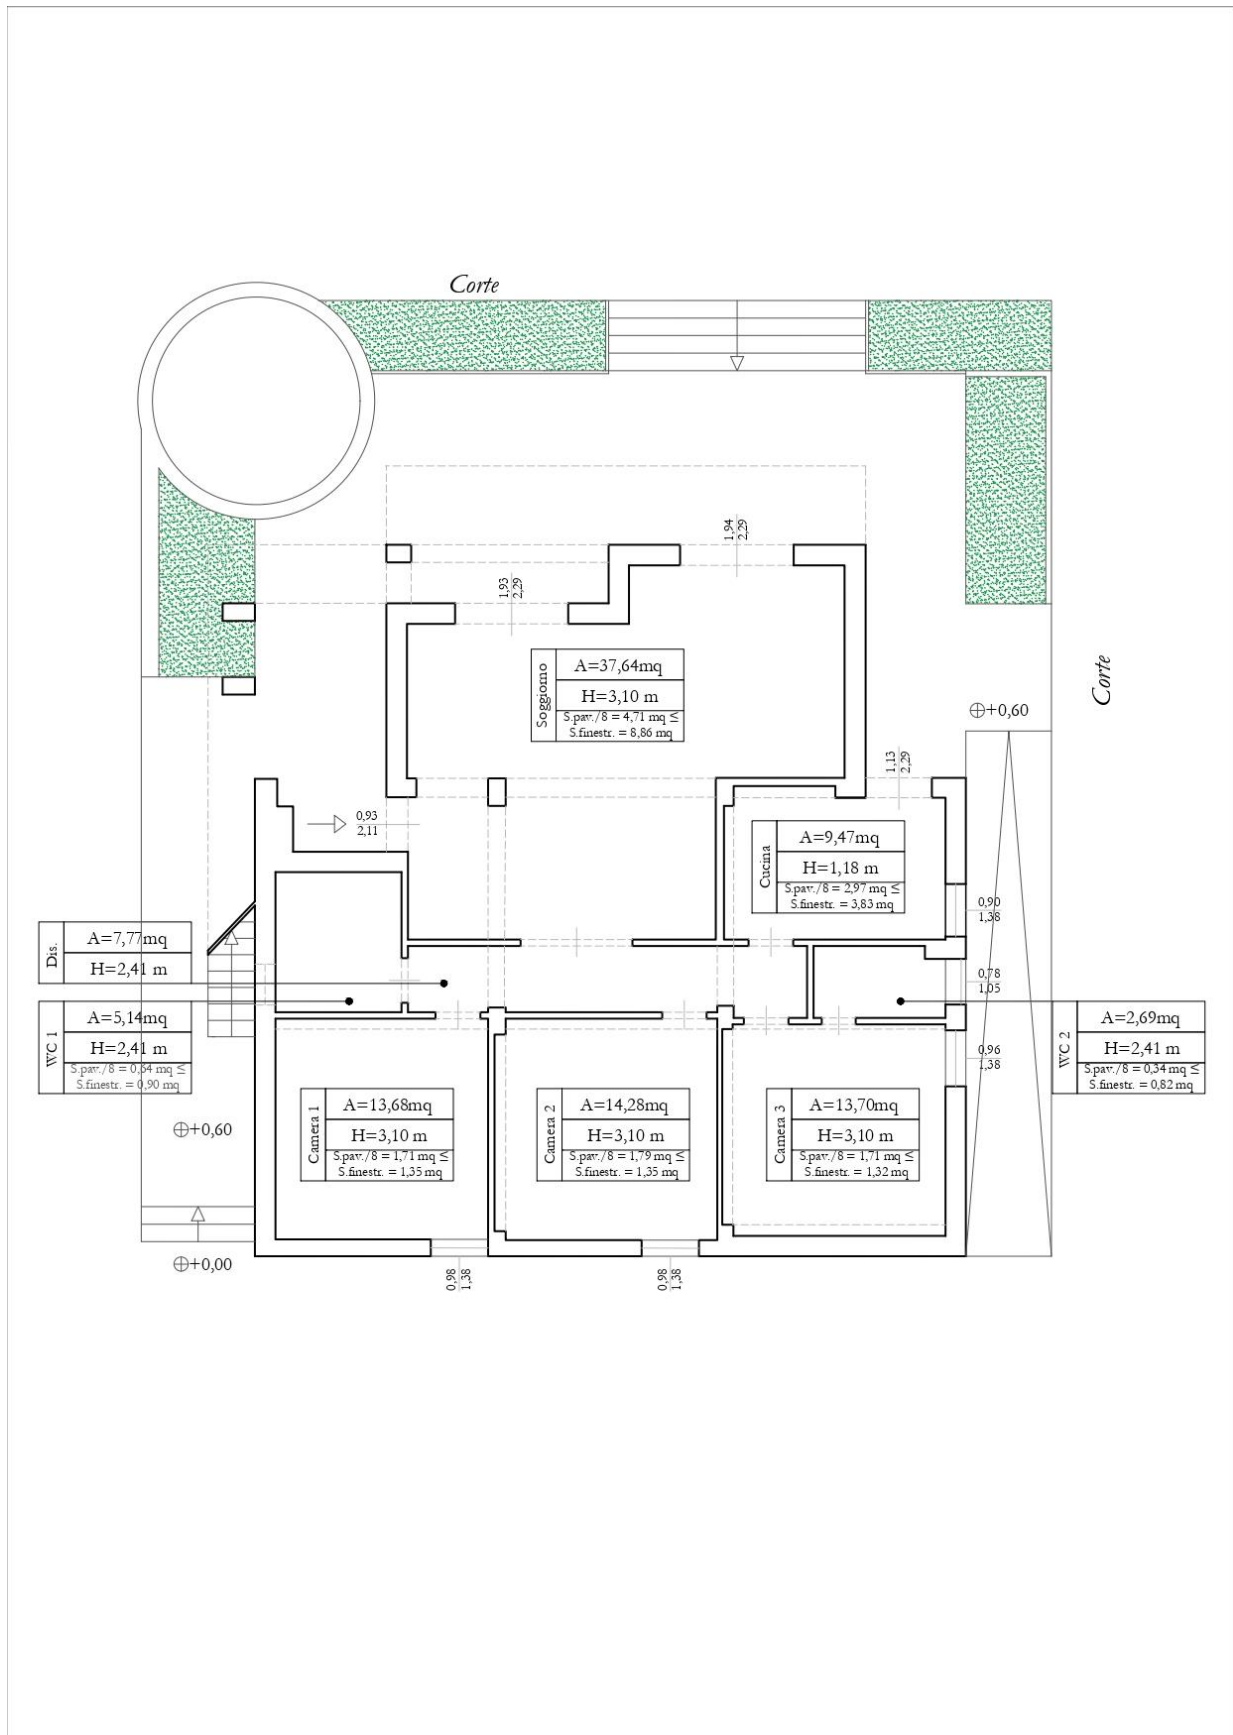 Corte
1,94
2,29
1,93
2,29
Soggiorno
A=37,64mq
H=3,10 m
S.pav./8 = 4,71 mq ≤
S.finestr. = 8,86 mq
Corte
+0,60
1,13
2,29
0,93
2,11
Cucina
A=9,47mq
H=1,18 m
S.pav./8 = 2,97 mq ≤
S.finestr. = 3,83 mq
0,90
1,38
Dis.
A=7,77mq
H=2,41 m
0,78
1,05
WC 1
A=5,14mq
H=2,41 m
S.pav./8 = 0,64 mq ≤
S.finestr. = 0,90 mq
WC 2
A=2,69mq
H=2,41 m
S.pav./8 = 0,34 mq ≤
S.finestr. = 0,82 mq
0,96
1,38
Camera 1
A=13,68mq
H=3,10 m
S.pav./8 = 1,71 mq ≤
S.finestr. = 1,35 mq
Camera 2
A=14,28mq
H=3,10 m
S.pav./8 = 1,79 mq ≤
S.finestr. = 1,35 mq
Camera 3
A=13,70mq
H=3,10 m
S.pav./8 = 1,71 mq ≤
S.finestr. = 1,32 mq
+0,60
+0,00
0,98
1,38
0,98
1,38